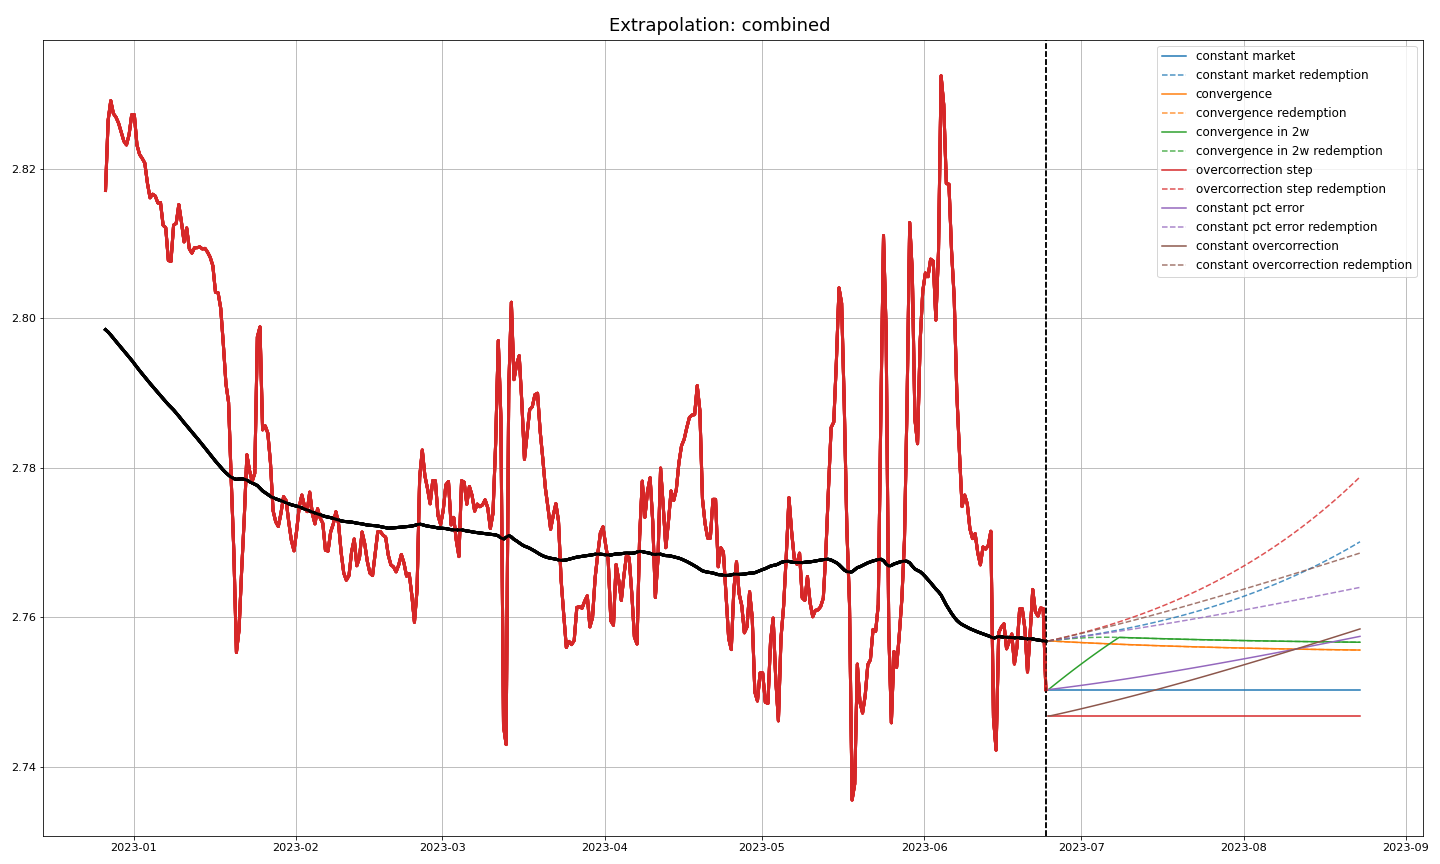 Extrapolation: combined
constant market
constant market redemption
convergence
convergence redemption
convergence in 2w
convergence in 2w redemption
overcorrection step
overcorrection step redemption
constant pct error
constant pct error redemption
constant overcorrection
constant overcorrection redemption
2.82
2.80
2.78
2.76
2.74
2023-01 2023-02 2023-03 2023-04 2023-05 2023-06 2023-07 2023-08 2023-09